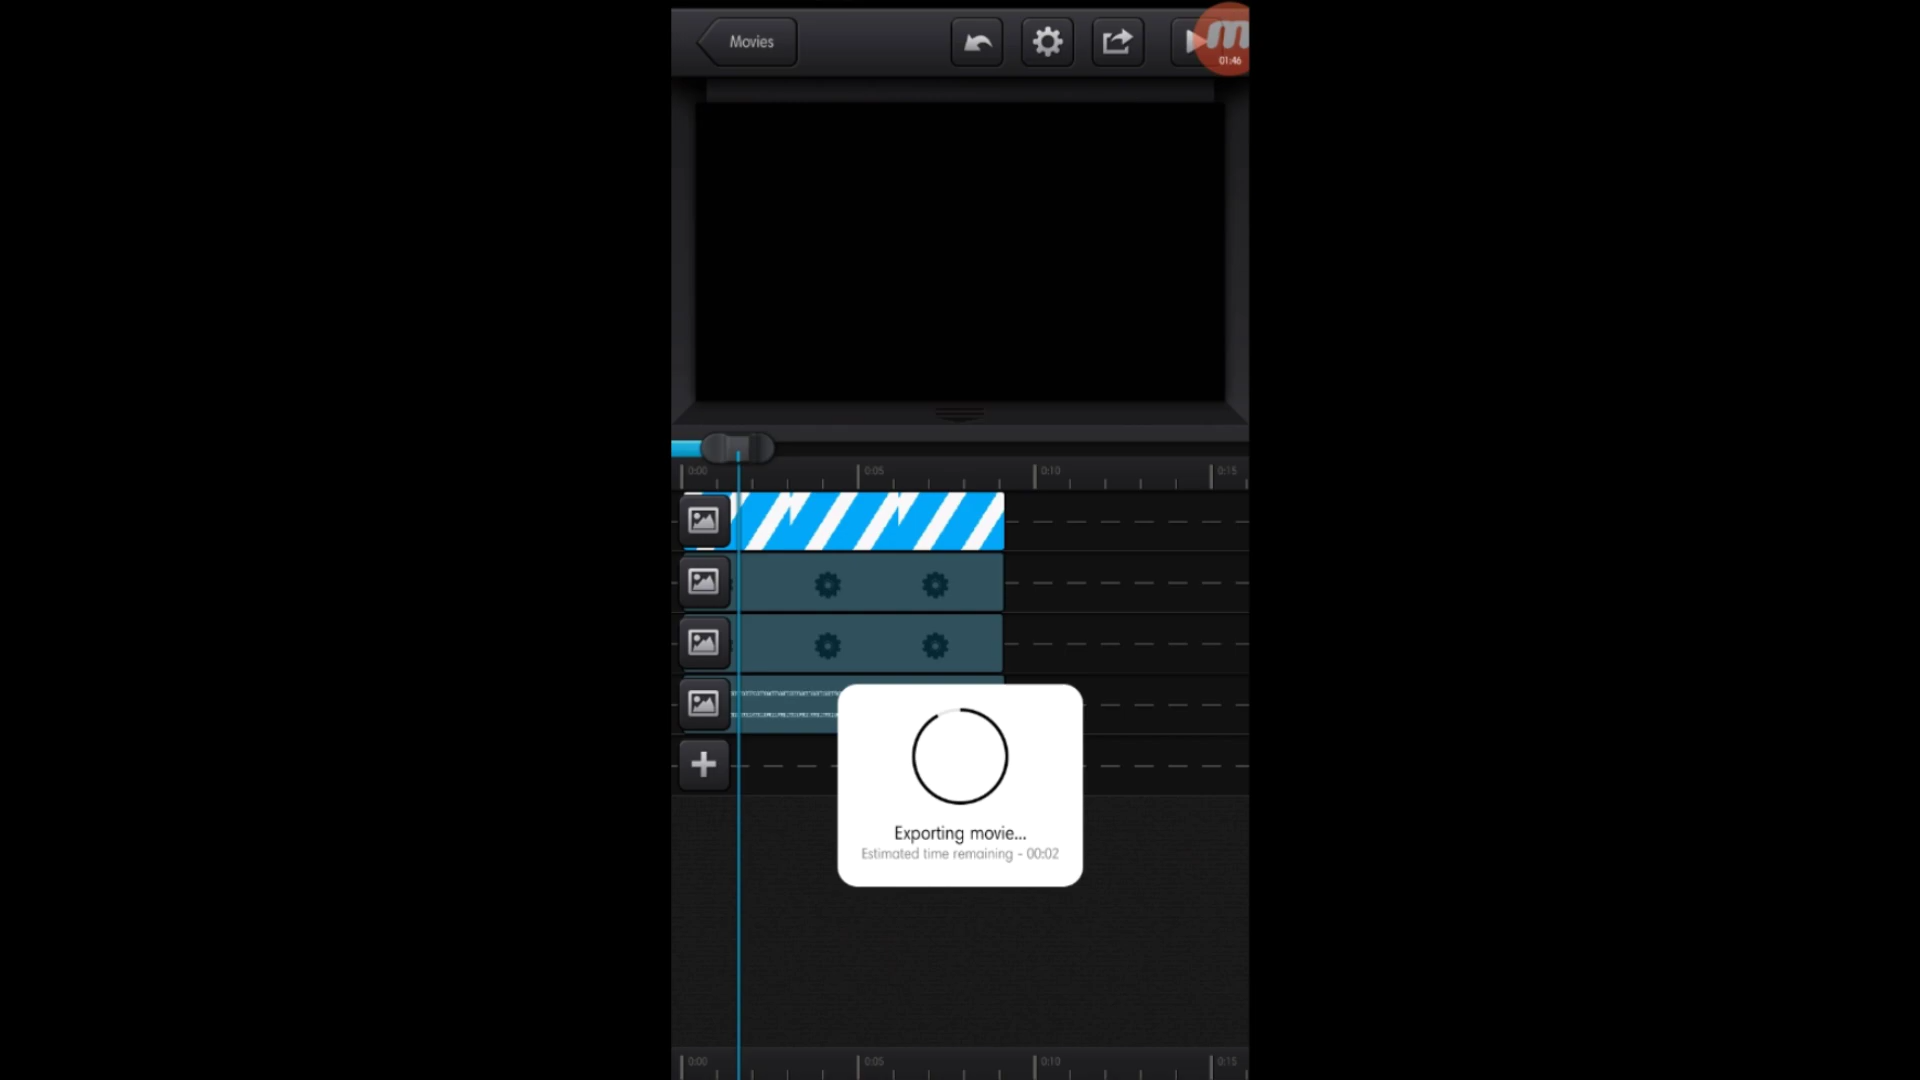 Movies
m
01:46
0:00 0:05 0:10 0:15
Exporting movie...
Estimated time remaining - 00:02
0:00 0:05 0:10 0:15